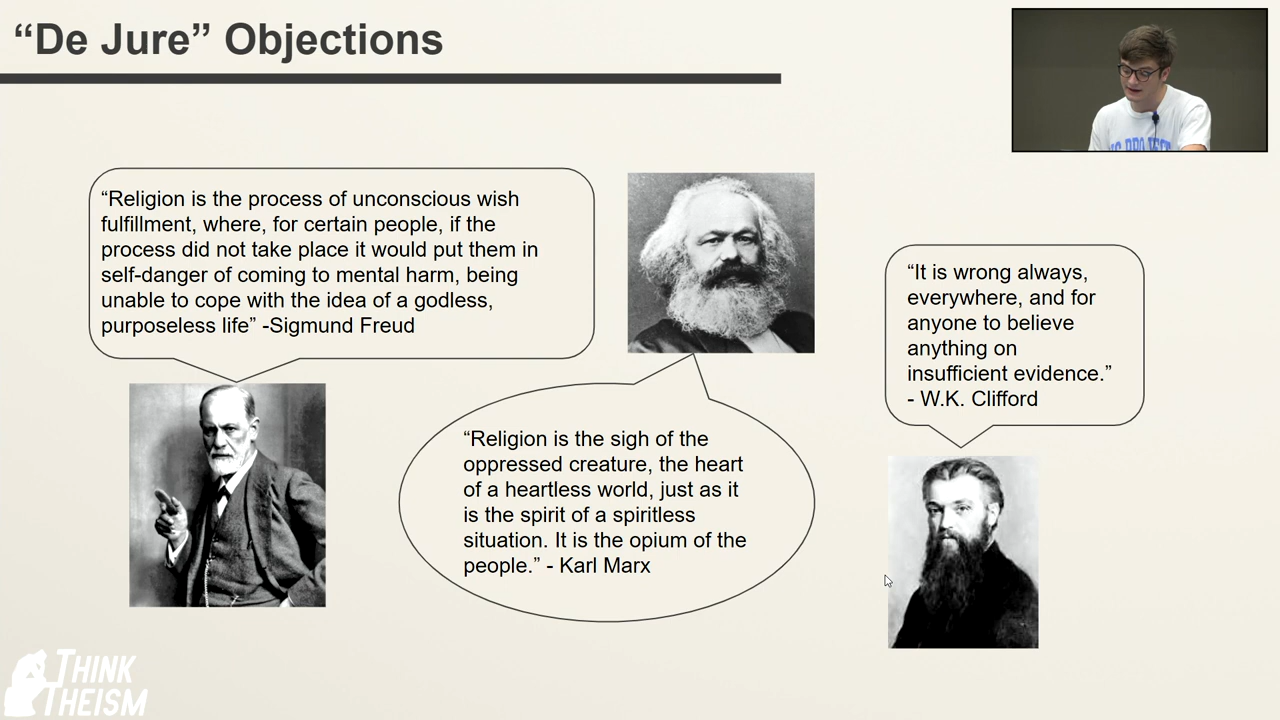 “De Jure” Objections
“Religion is the process of unconscious wish
fulfillment, where, for certain people, if the
process did not take place it would put them in
self-danger of coming to mental harm, being
unable to cope with the idea of a godless,
purposeless life” -Sigmund Freud
“Religion is the sigh of the
oppressed creature, the heart
of a heartless world, just as it
is the spirit of a spiritless
situation. It is the opium of the
people.” - Karl Marx
“It is wrong always,
everywhere, and for
anyone to believe
anything on
insufficient evidence.”
- W.K. Clifford
THINK
THEISM